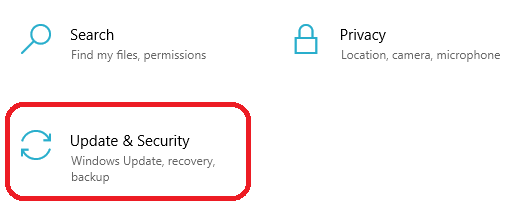 Search
Find my files, permissions
Privacy
Location, camera, microphone
Update & Security
Windows Update, recovery,
backup